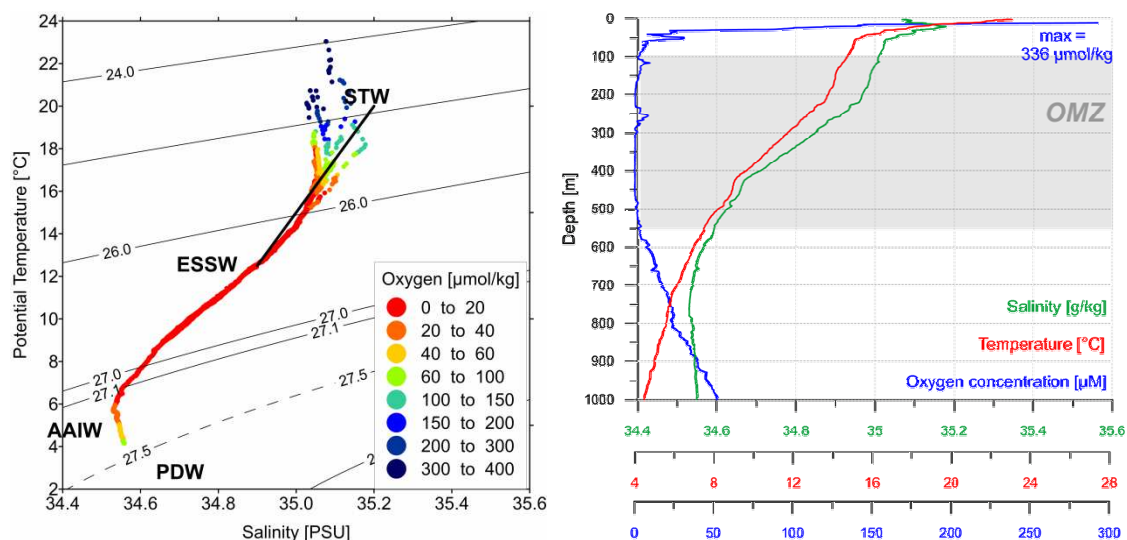 24
22
20
18
16
14
12
10
8
6
4
2
Potential Temperature [°C]
24.0
STW
26.0
26.0
ESSW
27.0
27.1
27.0
27.1
27.5
27.5
AAIW
PDW
Oxygen [µmol/kg]
0 to 20
20 to 40
40 to 60
60 to 100
100 to 150
150 to 200
200 to 300
300 to 400
34.4 34.6 34.8 35.0 35.2 35.4 35.6
Salinity [PSU]
0
100
200
300
400
500
600
700
800
900
1000
Depth [m]
max =
336 µmol/kg
OMZ
Salinity [g/kg]
Temperature [°C]
Oxygen concentration [µM]
34.4 34.6 34.8 35 35.2 35.4 35.6
4 8 12 16 20 24 28
0 50 100 150 200 250 300